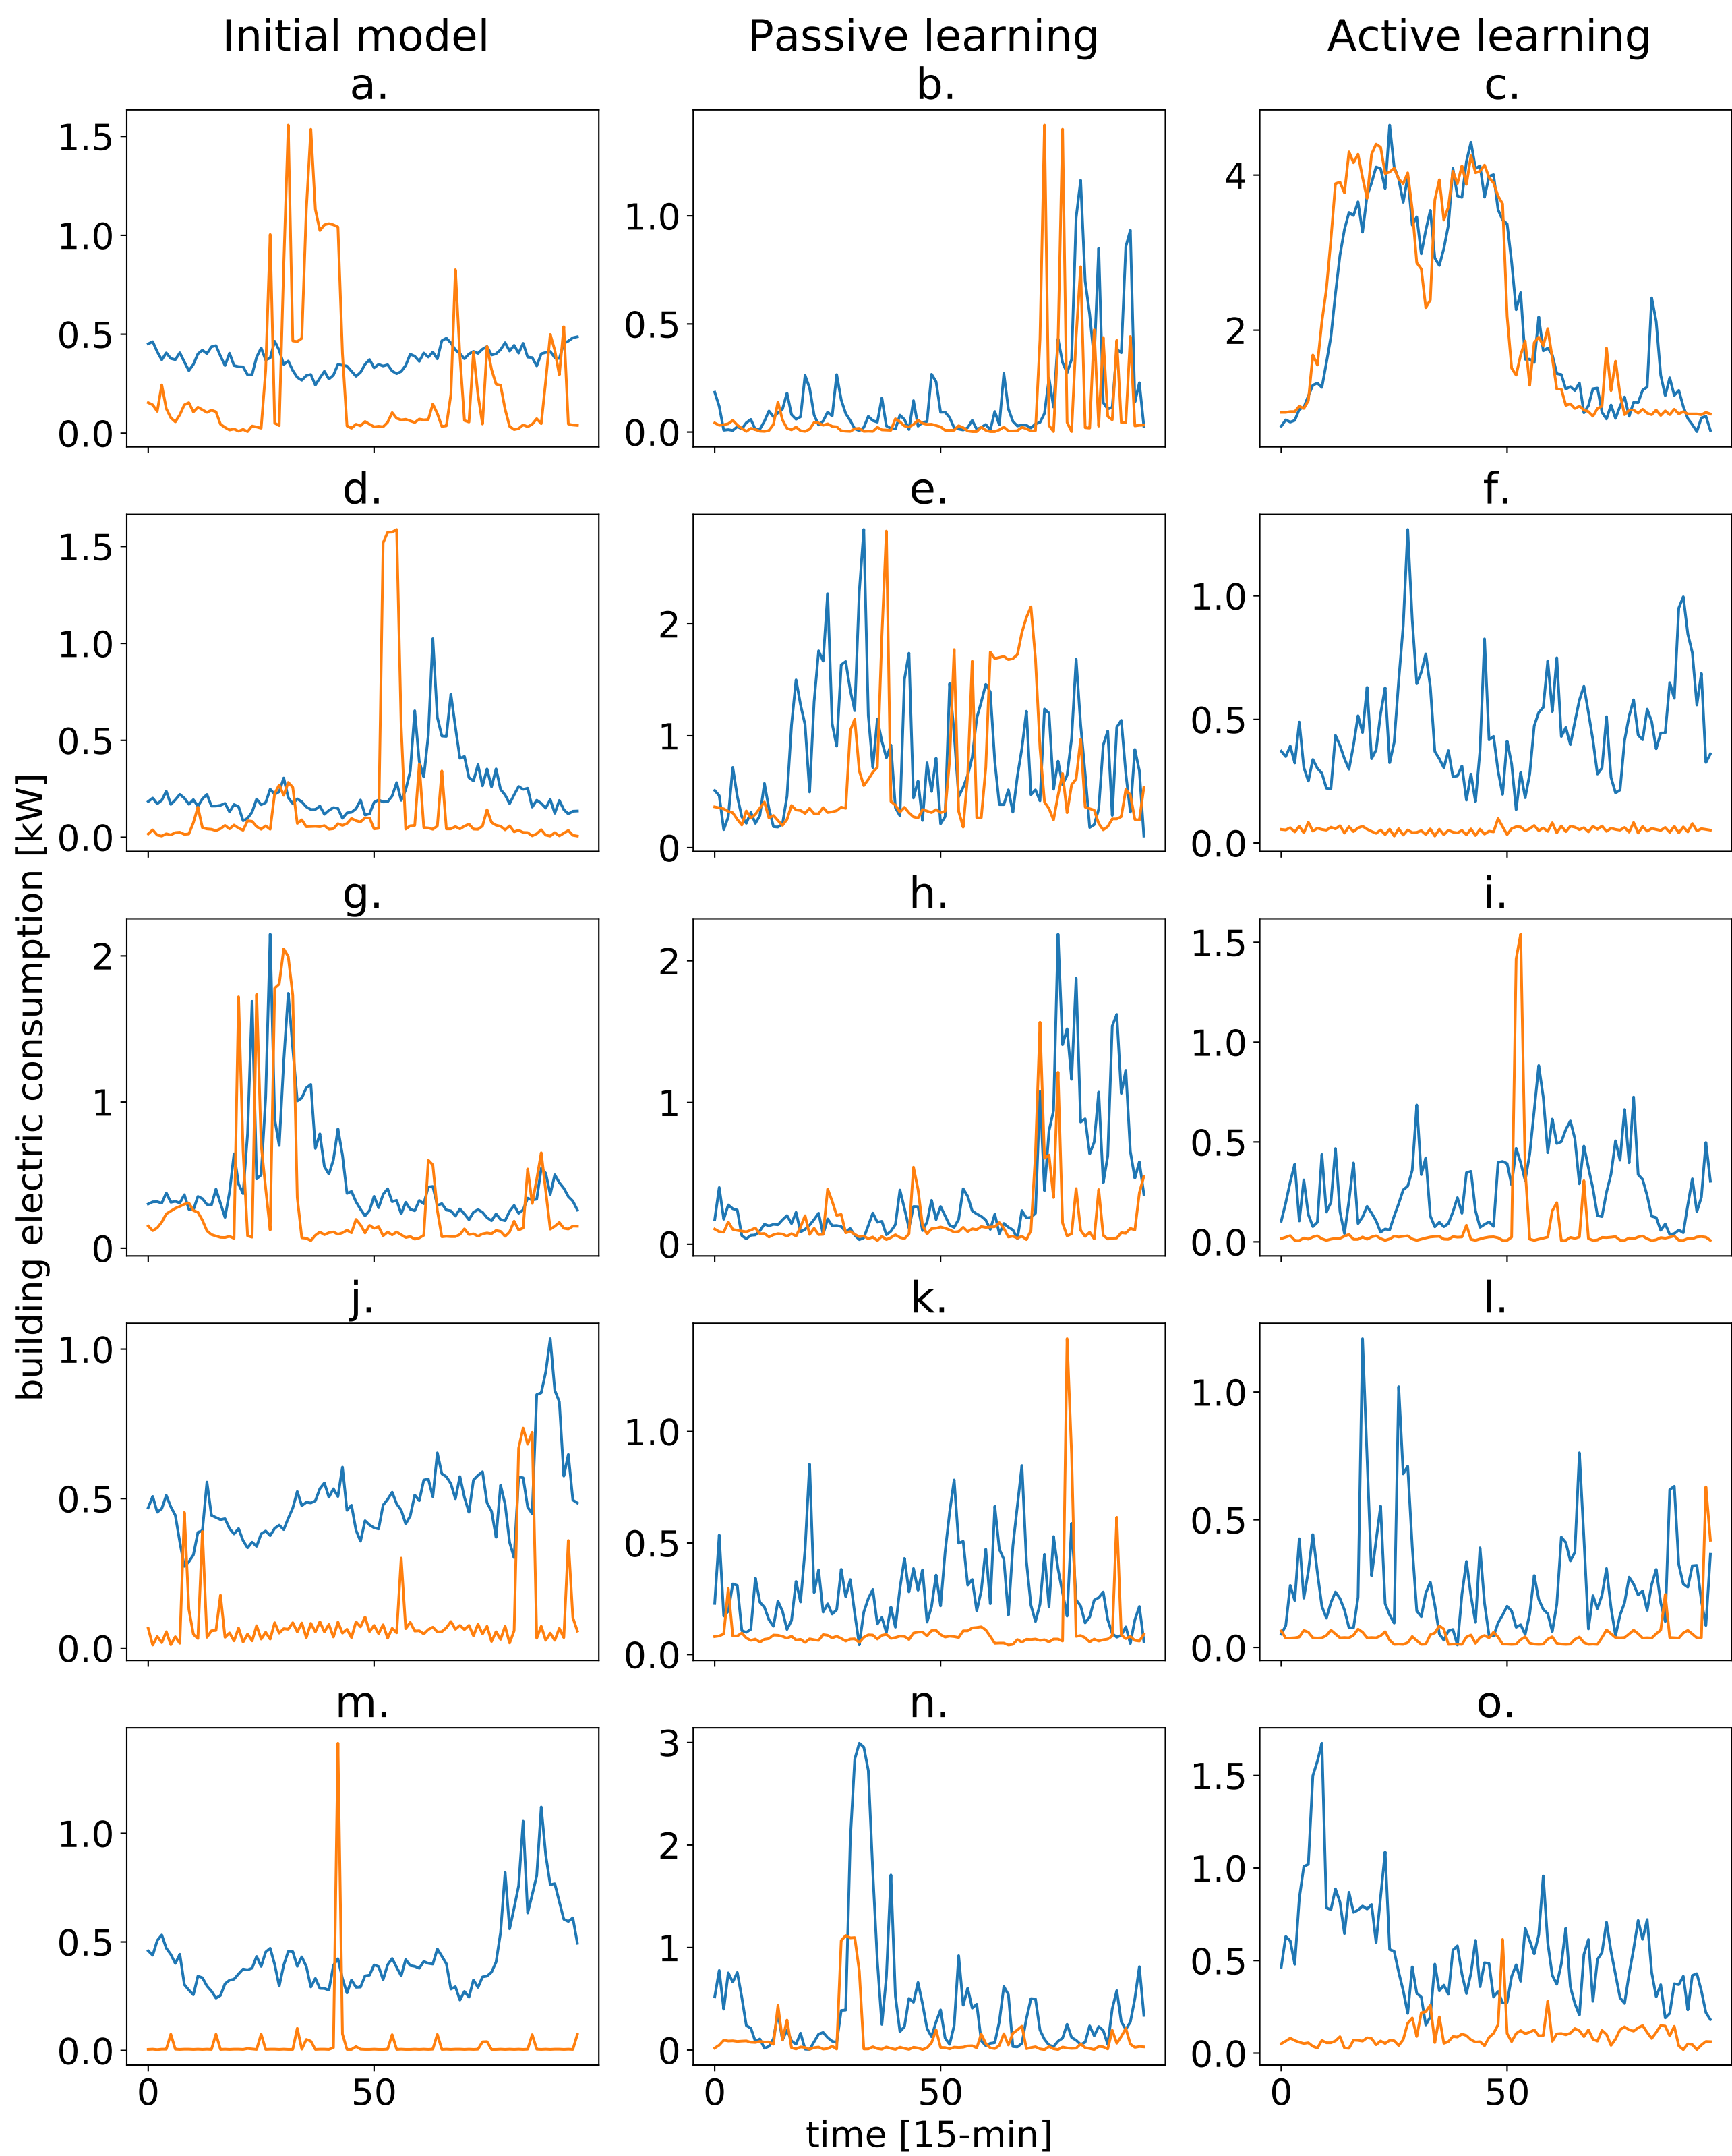 Initial model Passive learning Active learning
a. b. c.
1.5 1.0 0.5 0.0
1.0 0.5 0.0
4 2
d. e. f.
1.5 1.0 0.5 0.0
2 1 0
1.0 0.5 0.0
g. h. i.
2 1 0
2 1 0
1.5 1.0 0.5 0.0
building electric consumption [kW]
j. k. l.
1.0 0.5 0.0
1.0 0.5 0.0
1.0 0.5 0.0
m. n. o.
1.0 0.5 0.0
3 2 1 0
1.5 1.0 0.5 0.0
0 50 0 50 0 50
time [15-min]